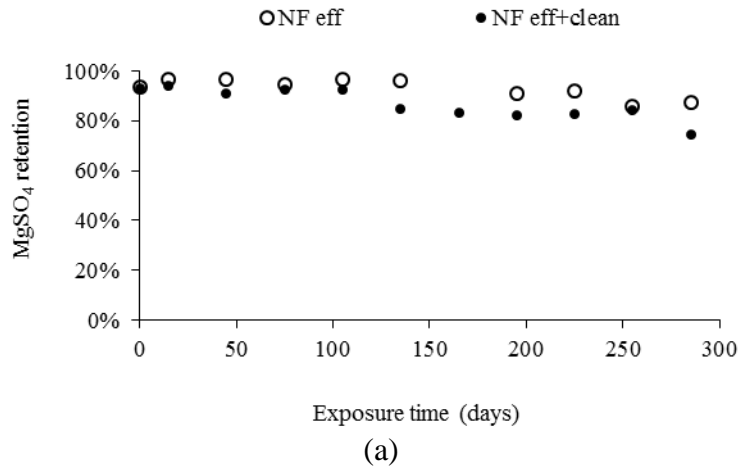 NF eff NF eff+clean
100%
80%
60%
40%
20%
0%
MgSO₄ retention
0 50 100 150 200 250 300
Exposure time (days)
(a)